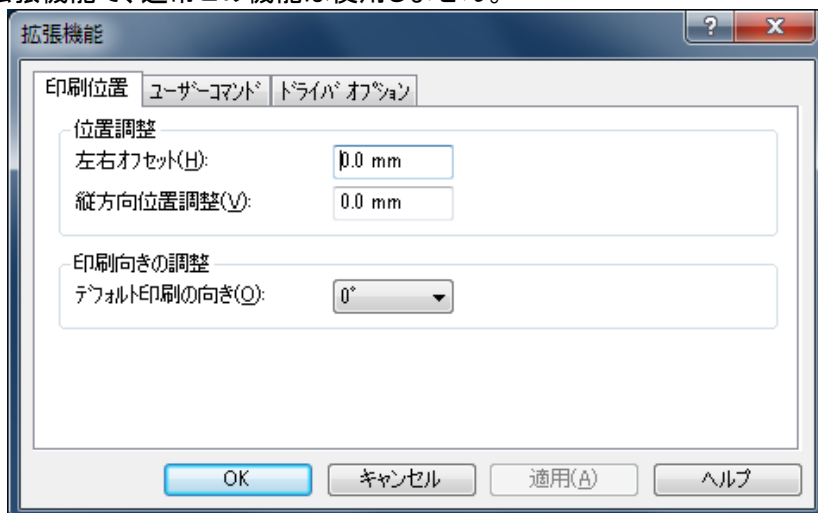 拡張機能で、通常この機能は使用しません。
拡張機能
印刷位置 ユーザーコマンド ドライバ オプション
位置調整
左右オフセット(H): 0.0 mm
縦方向位置調整(V): 0.0 mm
印刷向きの調整
デフォルト印刷の向き(O): 0°
OK キャンセル 適用(A) ヘルプ